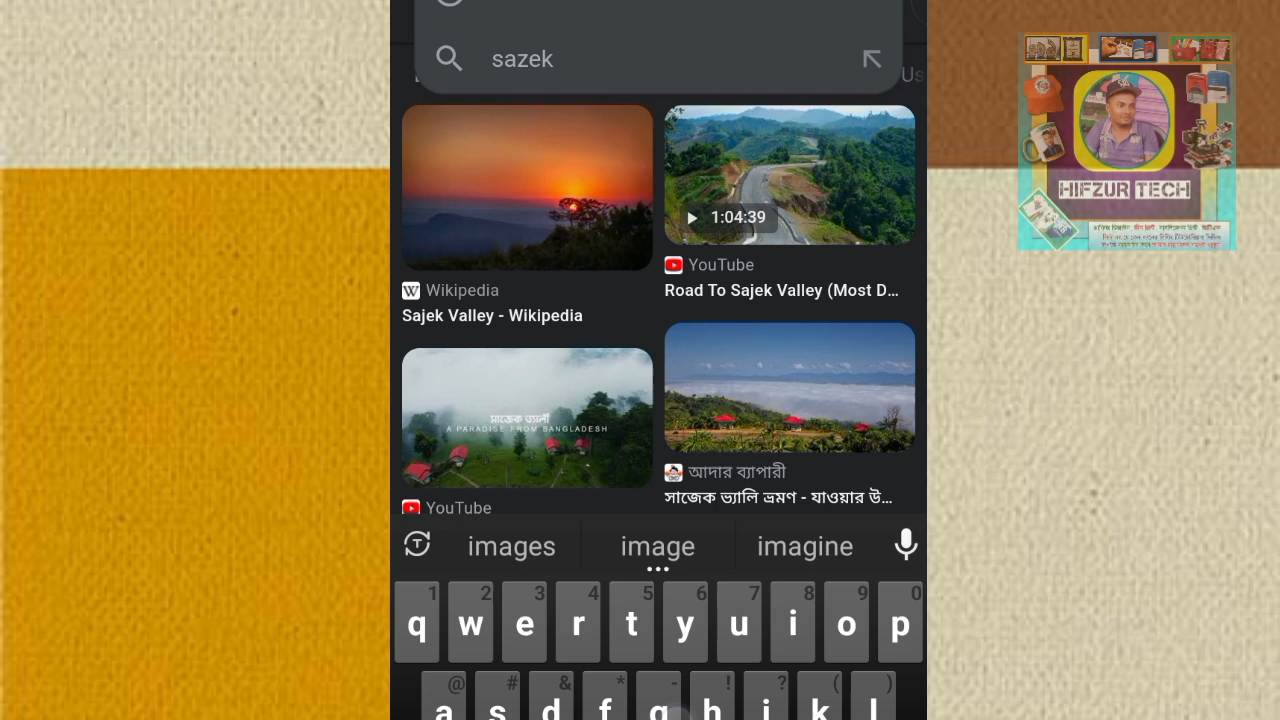 sazek
Us
1:04:39
YouTube
Road To Sajek Valley (Most D...
Wikipedia
Sajek Valley - Wikipedia
সাজেক ভ্যালী
A PARADISE FROM BANGLADESH
আদার ব্যাপারী
সাজেক ভ্যালি ভ্রমণ - যাওয়ার উ...
YouTube
images image imagine
1 2 3 4 5 6 7 8 9 0
q w e r t y u i o p
@ # & * - ! ? ( )
a s d f g h j k l
HIFZUR TECH